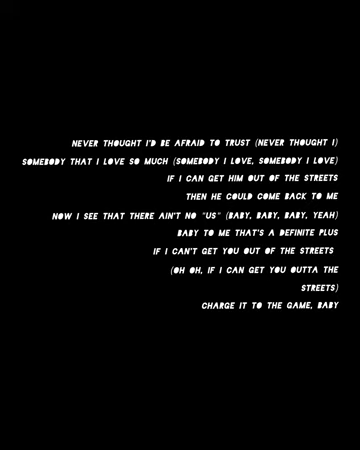 NEVER THOUGHT I'D BE AFRAID TO TRUST (NEVER THOUGHT I)
SOMEBODY THAT I LOVE SO MUCH (SOMEBODY I LOVE, SOMEBODY I LOVE)
IF I CAN GET HIM OUT OF THE STREETS
THEN HE COULD COME BACK TO ME
NOW I SEE THAT THERE AIN'T NO "US" (BABY, BABY, BABY, YEAH)
BABY TO ME THAT'S A DEFINITE PLUS
IF I CAN'T GET YOU OUT OF THE STREETS
(OH OH, IF I CAN GET YOU OUTTA THE
STREETS)
CHARGE IT TO THE GAME, BABY